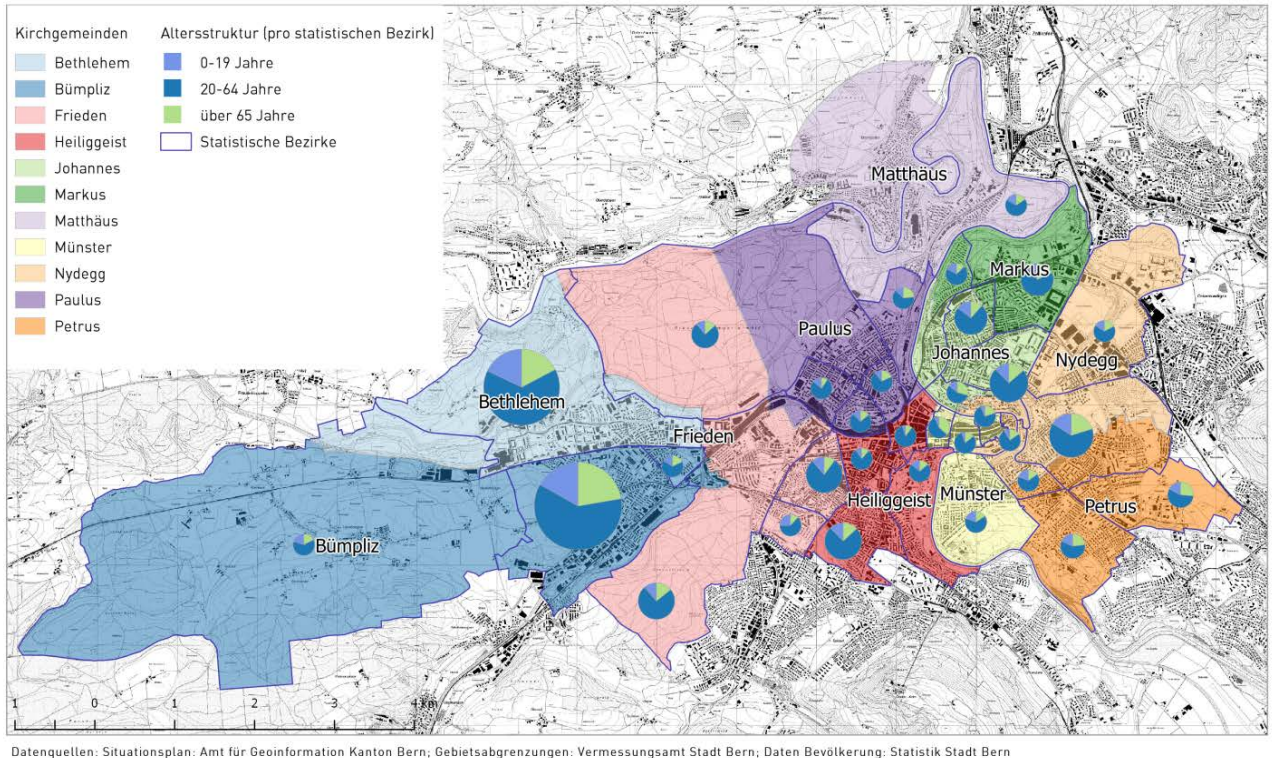 Kirchgemeinden
Bethlehem
Bümpliz
Frieden
Heiliggeist
Johannes
Markus
Matthäus
Münster
Nydegg
Paulus
Petrus
Altersstruktur (pro statistischen Bezirk)
0-19 Jahre
20-64 Jahre
über 65 Jahre
Statistische Bezirke
Matthäus
Markus
Paulus
Johannes
Nydegg
Bethlehem
Frieden
Heiliggeist
Münster
Petrus
Bümpliz
1 0 1 2 3 4 Km
Datenquellen: Situationsplan: Amt für Geoinformation Kanton Bern; Gebietsabgrenzungen: Vermessungsamt Stadt Bern; Daten Bevölkerung: Statistik Stadt Bern